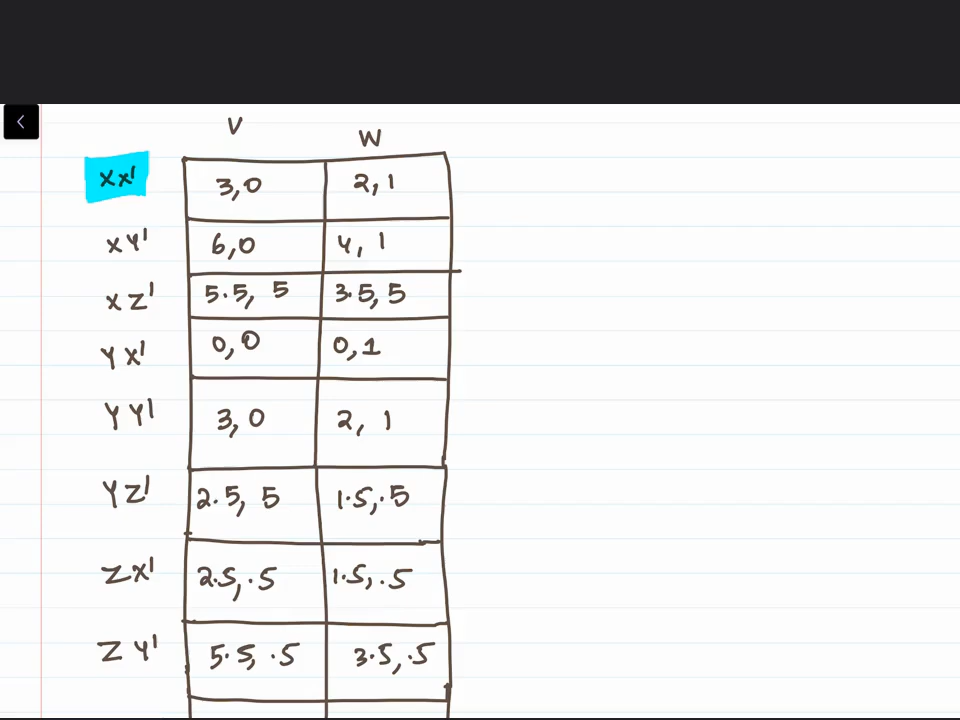 V W
XX' 3,0 2,1
XY' 6,0 4, 1
XZ' 5.5, 5 3.5, 5
YX' 0,0 0,1
YY' 3,0 2, 1
YZ' 2.5, 5 1.5, .5
ZX' 2.5, .5 1.5, .5
ZY' 5.5, .5 3.5, .5